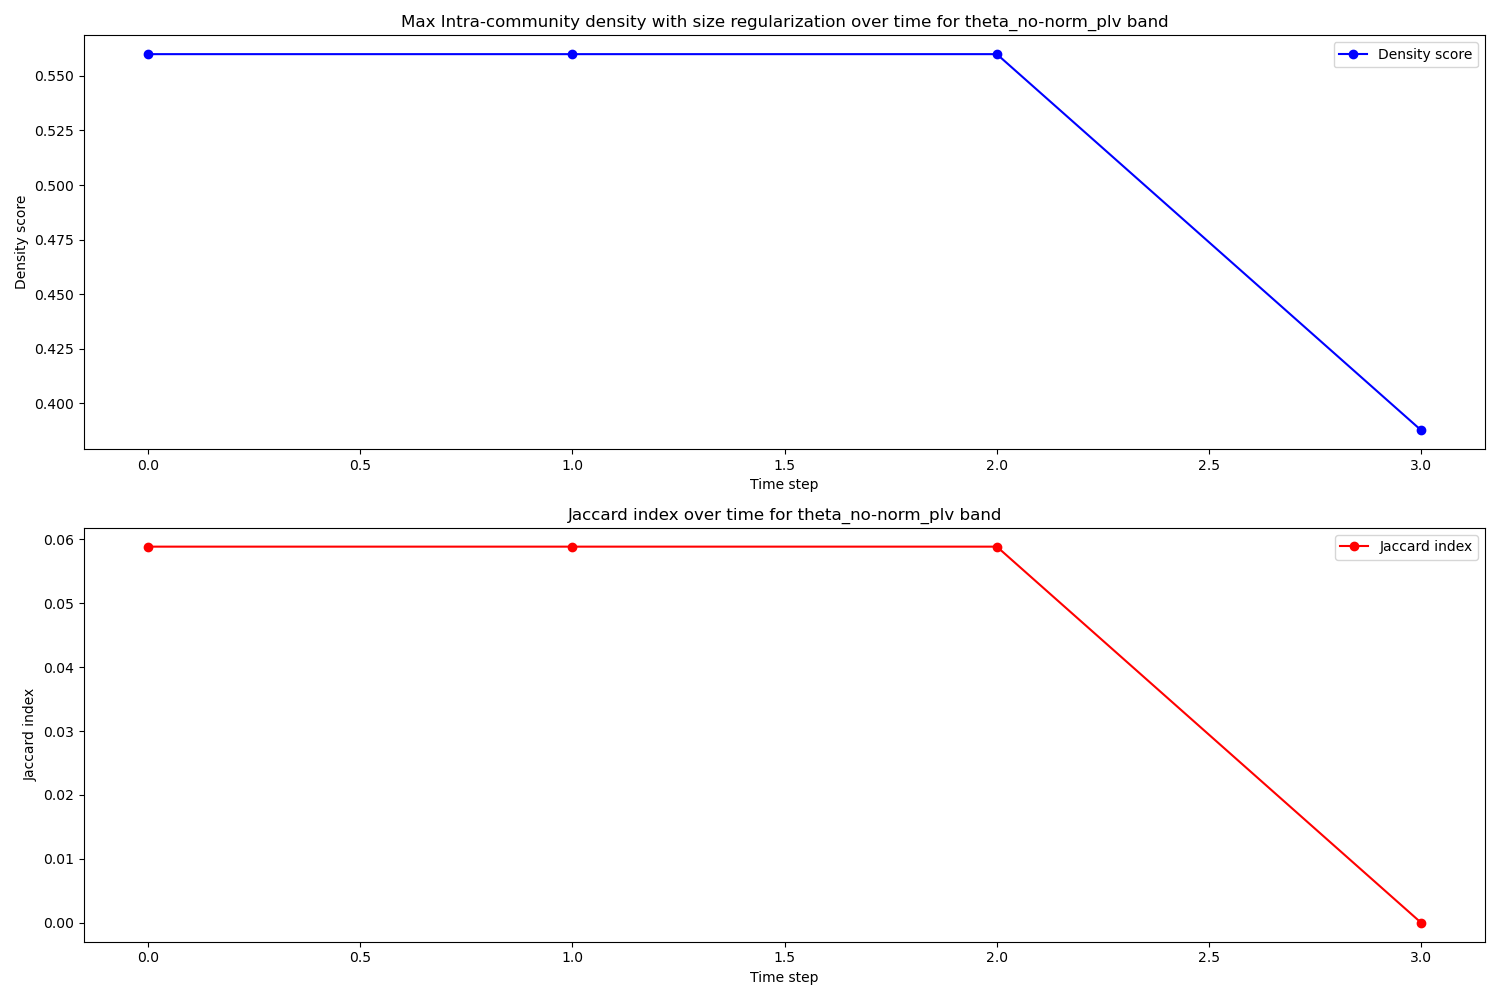 Max Intra-community density with size regularization over time for theta_no-norm_plv band
Density score
0.550
0.525
0.500
0.475
0.450
0.425
0.400
Density score
0.0 0.5 1.0 1.5 2.0 2.5 3.0
Time step
Jaccard index over time for theta_no-norm_plv band
Jaccard index
0.06
0.05
0.04
0.03
0.02
0.01
0.00
Jaccard index
0.0 0.5 1.0 1.5 2.0 2.5 3.0
Time step